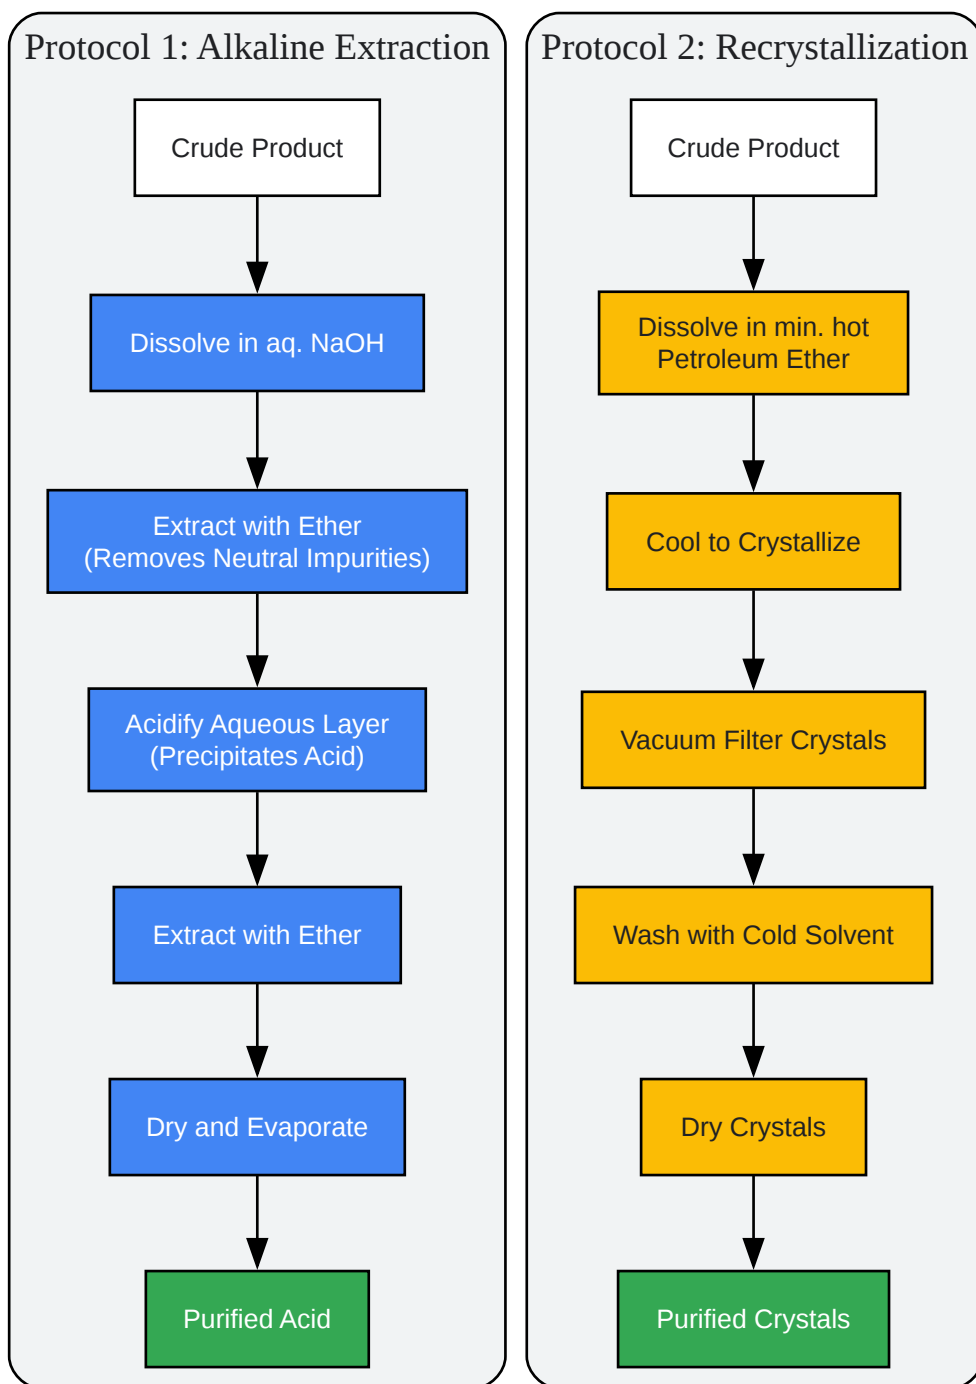 Protocol 1: Alkaline Extraction
Crude Product
Dissolve in aq. NaOH
Extract with Ether
(Removes Neutral Impurities)
Acidify Aqueous Layer
(Precipitates Acid)
Extract with Ether
Dry and Evaporate
Purified Acid
Protocol 2: Recrystallization
Crude Product
Dissolve in min. hot
Petroleum Ether
Cool to Crystallize
Vacuum Filter Crystals
Wash with Cold Solvent
Dry Crystals
Purified Crystals